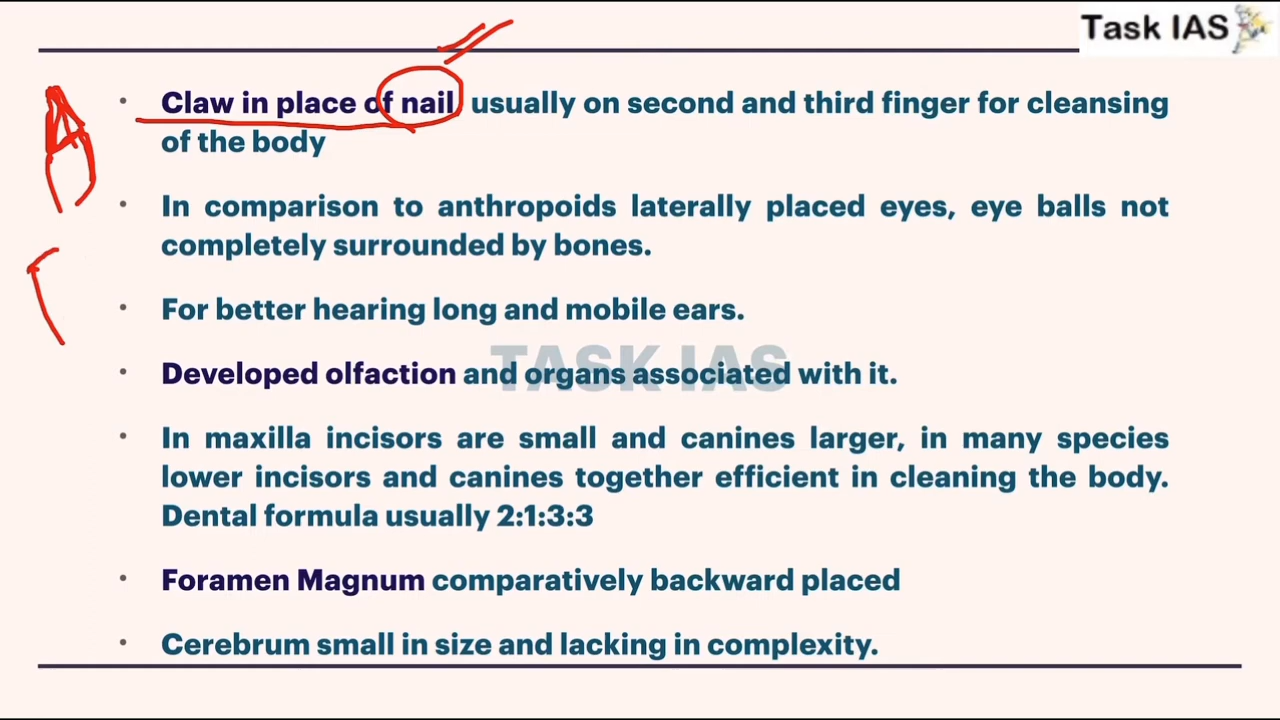 Task IAS
• Claw in place of nail usually on second and third finger for cleansing
of the body
• In comparison to anthropoids laterally placed eyes, eye balls not
completely surrounded by bones.
• For better hearing long and mobile ears.
TASK IAS
• Developed olfaction and organs associated with it.
• In maxilla incisors are small and canines larger, in many species
lower incisors and canines together efficient in cleaning the body.
Dental formula usually 2:1:3:3
• Foramen Magnum comparatively backward placed
• Cerebrum small in size and lacking in complexity.